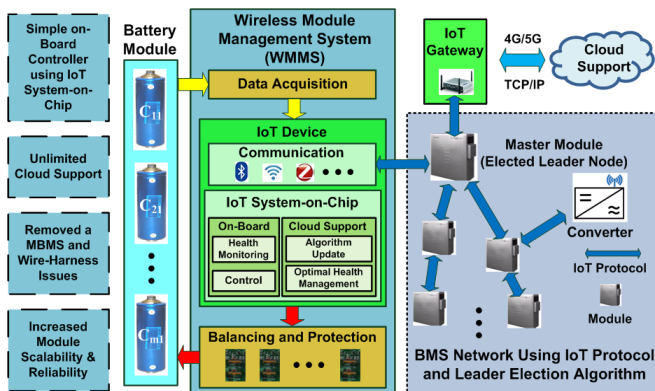 Simple on-
Board
Controller
using IoT
System-on-
Chip
Unlimited
Cloud Support
Removed a
MBMS and
Wire-Harness
Issues
Increased
Module
Scalability &
Reliability
Battery
Module
C11
C21
Cm1
Wireless Module
Management System
(WMMS)
Data Acquisition
IoT Device
Communication
IoT System-on-Chip
On-Board
Health
Monitoring
Control
Cloud Support
Algorithm
Update
Optimal Health
Management
Balancing and Protection
IoT
Gateway
4G/5G
TCP/IP
Cloud
Support
Master Module
(Elected Leader Node)
Converter
IoT Protocol
Module
BMS Network Using IoT Protocol
and Leader Election Algorithm